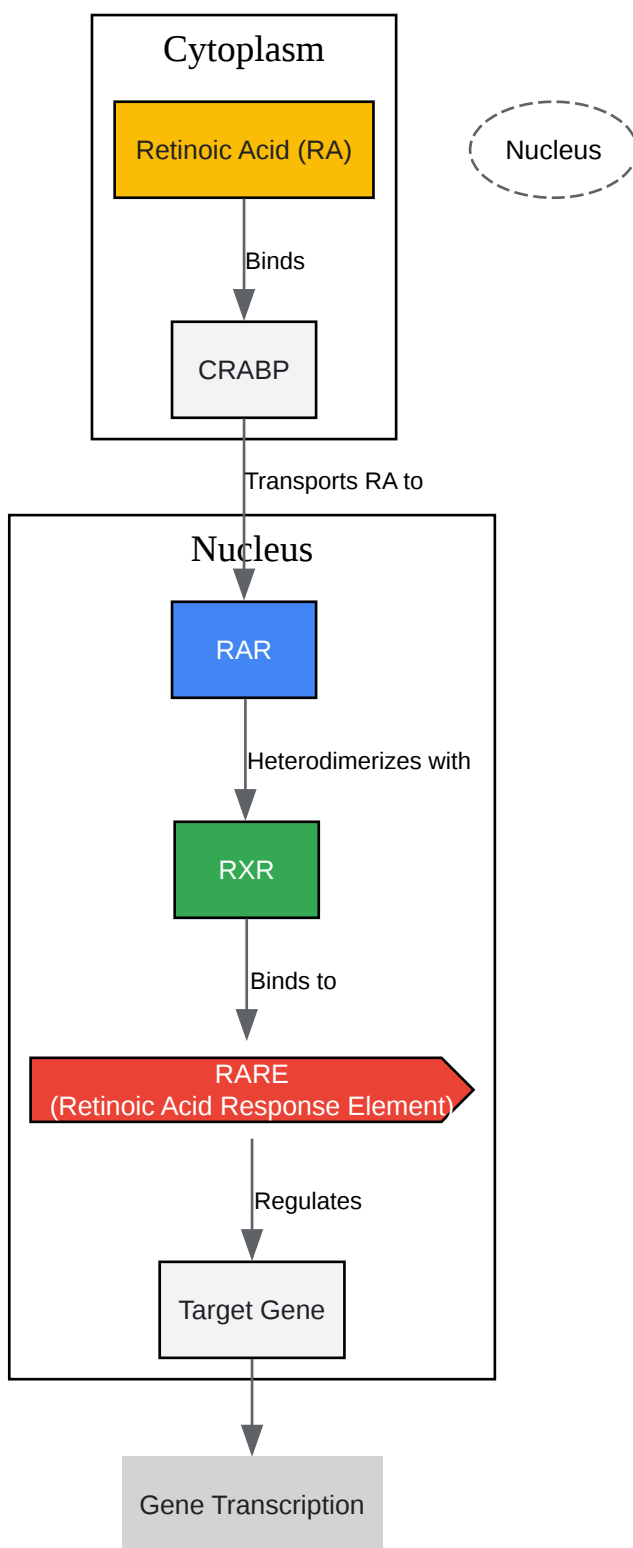 Cytoplasm
Retinoic Acid (RA)
Nucleus
Binds
CRABP
Transports RA to
Nucleus
RAR
Heterodimerizes with
RXR
Binds to
RARE
(Retinoic Acid Response Element)
Regulates
Target Gene
Gene Transcription